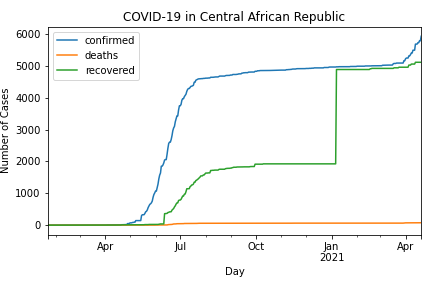 COVID-19 in Central African Republic
confirmed
deaths
recovered
Number of Cases
6000
5000
4000
3000
2000
1000
0
Apr
Jul
Oct
Jan
2021
Apr
Day